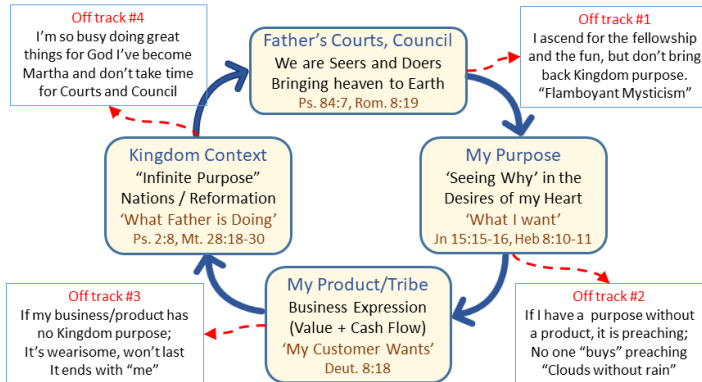 Off track #4
I'm so busy doing great
things for God I've become
Martha and don't take time
for Courts and Council
Father's Courts, Council
We are Seers and Doers
Bringing heaven to Earth
Ps. 84:7, Rom. 8:19
Off track #1
I ascend for the fellowship
and the fun, but don't bring
back Kingdom purpose.
“Flamboyant Mysticism”
Kingdom Context
“Infinite Purpose”
Nations / Reformation
‘What Father is Doing’
Ps. 2:8, Mt. 28:18-30
My Purpose
‘Seeing Why’ in the
Desires of my Heart
‘What I want’
Jn 15:15-16, Heb 8:10-11
Off track #3
If my business/product has
no Kingdom purpose;
It's wearisome, won't last
It ends with “me”
My Product/Tribe
Business Expression
(Value + Cash Flow)
‘My Customer Wants’
Deut. 8:18
Off track #2
If I have a purpose without
a product, it is preaching;
No one “buys” preaching
“Clouds without rain”